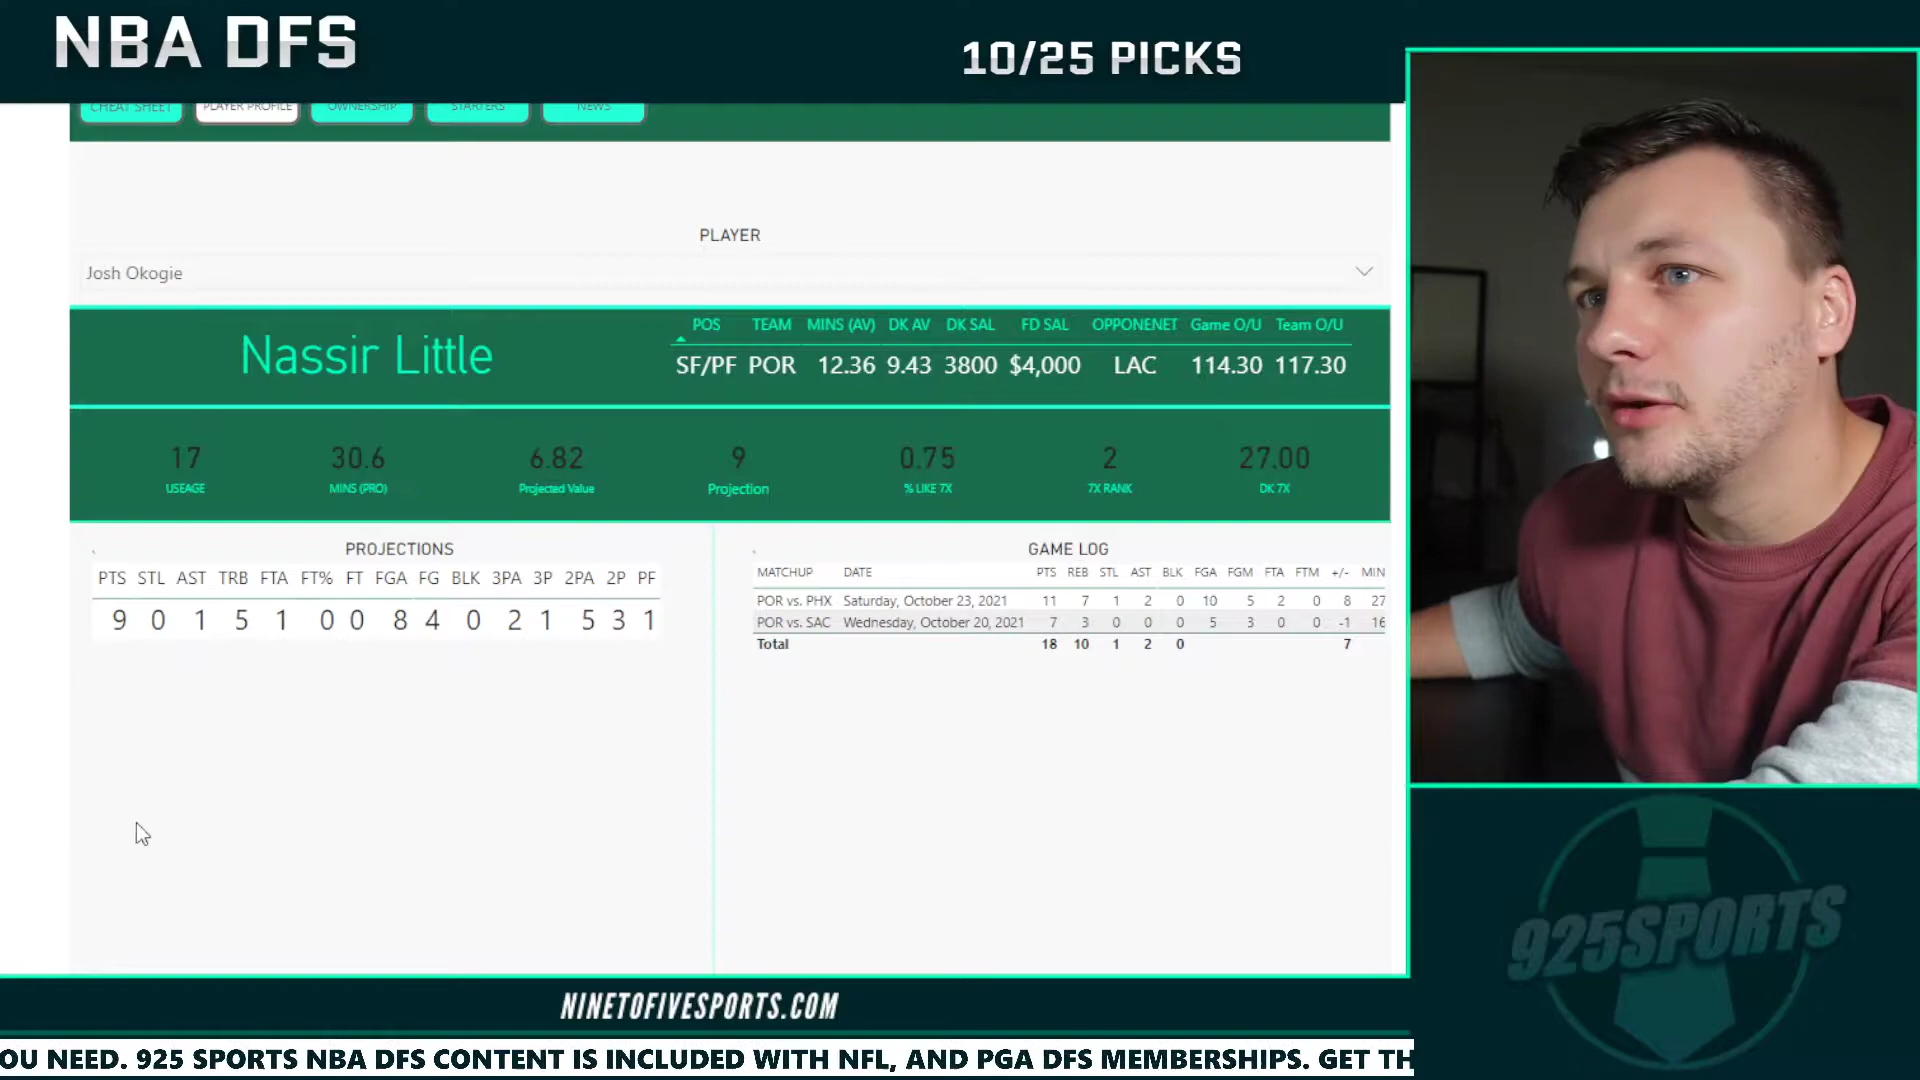 NBA DFS
10/25 PICKS
CHEAT SHEET PLAYER PROFILE OWNERSHIP STARTERS NEWS
PLAYER
Josh Okogie
Nassir Little
POS TEAM MINS (AV) DK AV DK SAL FD SAL OPPONENET Game O/U Team O/U
SF/PF POR 12.36 9.43 3800 $4,000 LAC 114.30 117.30
17 30.6 6.82 9 0.75 2 27.00
USEAGE MINS (PRO) Projected Value Projection % LIKE 7X 7X RANK DK 7X
PROJECTIONS
PTS STL AST TRB FTA FT% FT FGA FG BLK 3PA 3P 2PA 2P PF
9 0 1 5 1 0 0 8 4 0 2 1 5 3 1
GAME LOG
MATCHUP DATE PTS REB STL AST BLK FGA FGM FTA FTM +/- MIN
POR vs. PHX Saturday, October 23, 2021 11 7 1 2 0 10 5 2 0 8 27
POR vs. SAC Wednesday, October 20, 2021 7 3 0 0 0 5 3 0 0 -1 16
Total 18 10 1 2 0 7
925SPORTS
NINETOFIVESPORTS.COM
OU NEED. 925 SPORTS NBA DFS CONTENT IS INCLUDED WITH NFL, AND PGA DFS MEMBERSHIPS. GET TH